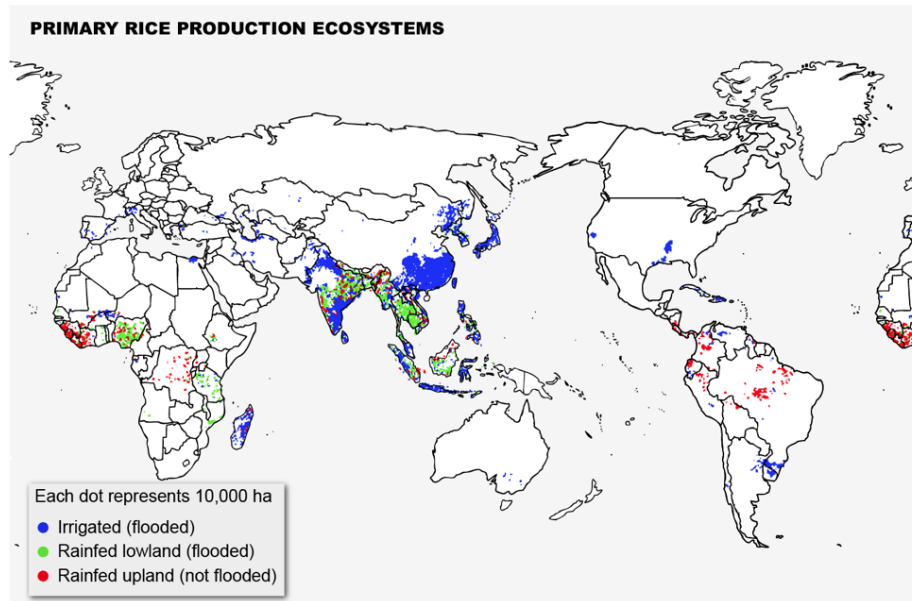 PRIMARY RICE PRODUCTION ECOSYSTEMS
Each dot represents 10,000 ha
Irrigated (flooded)
Rainfed lowland (flooded)
Rainfed upland (not flooded)